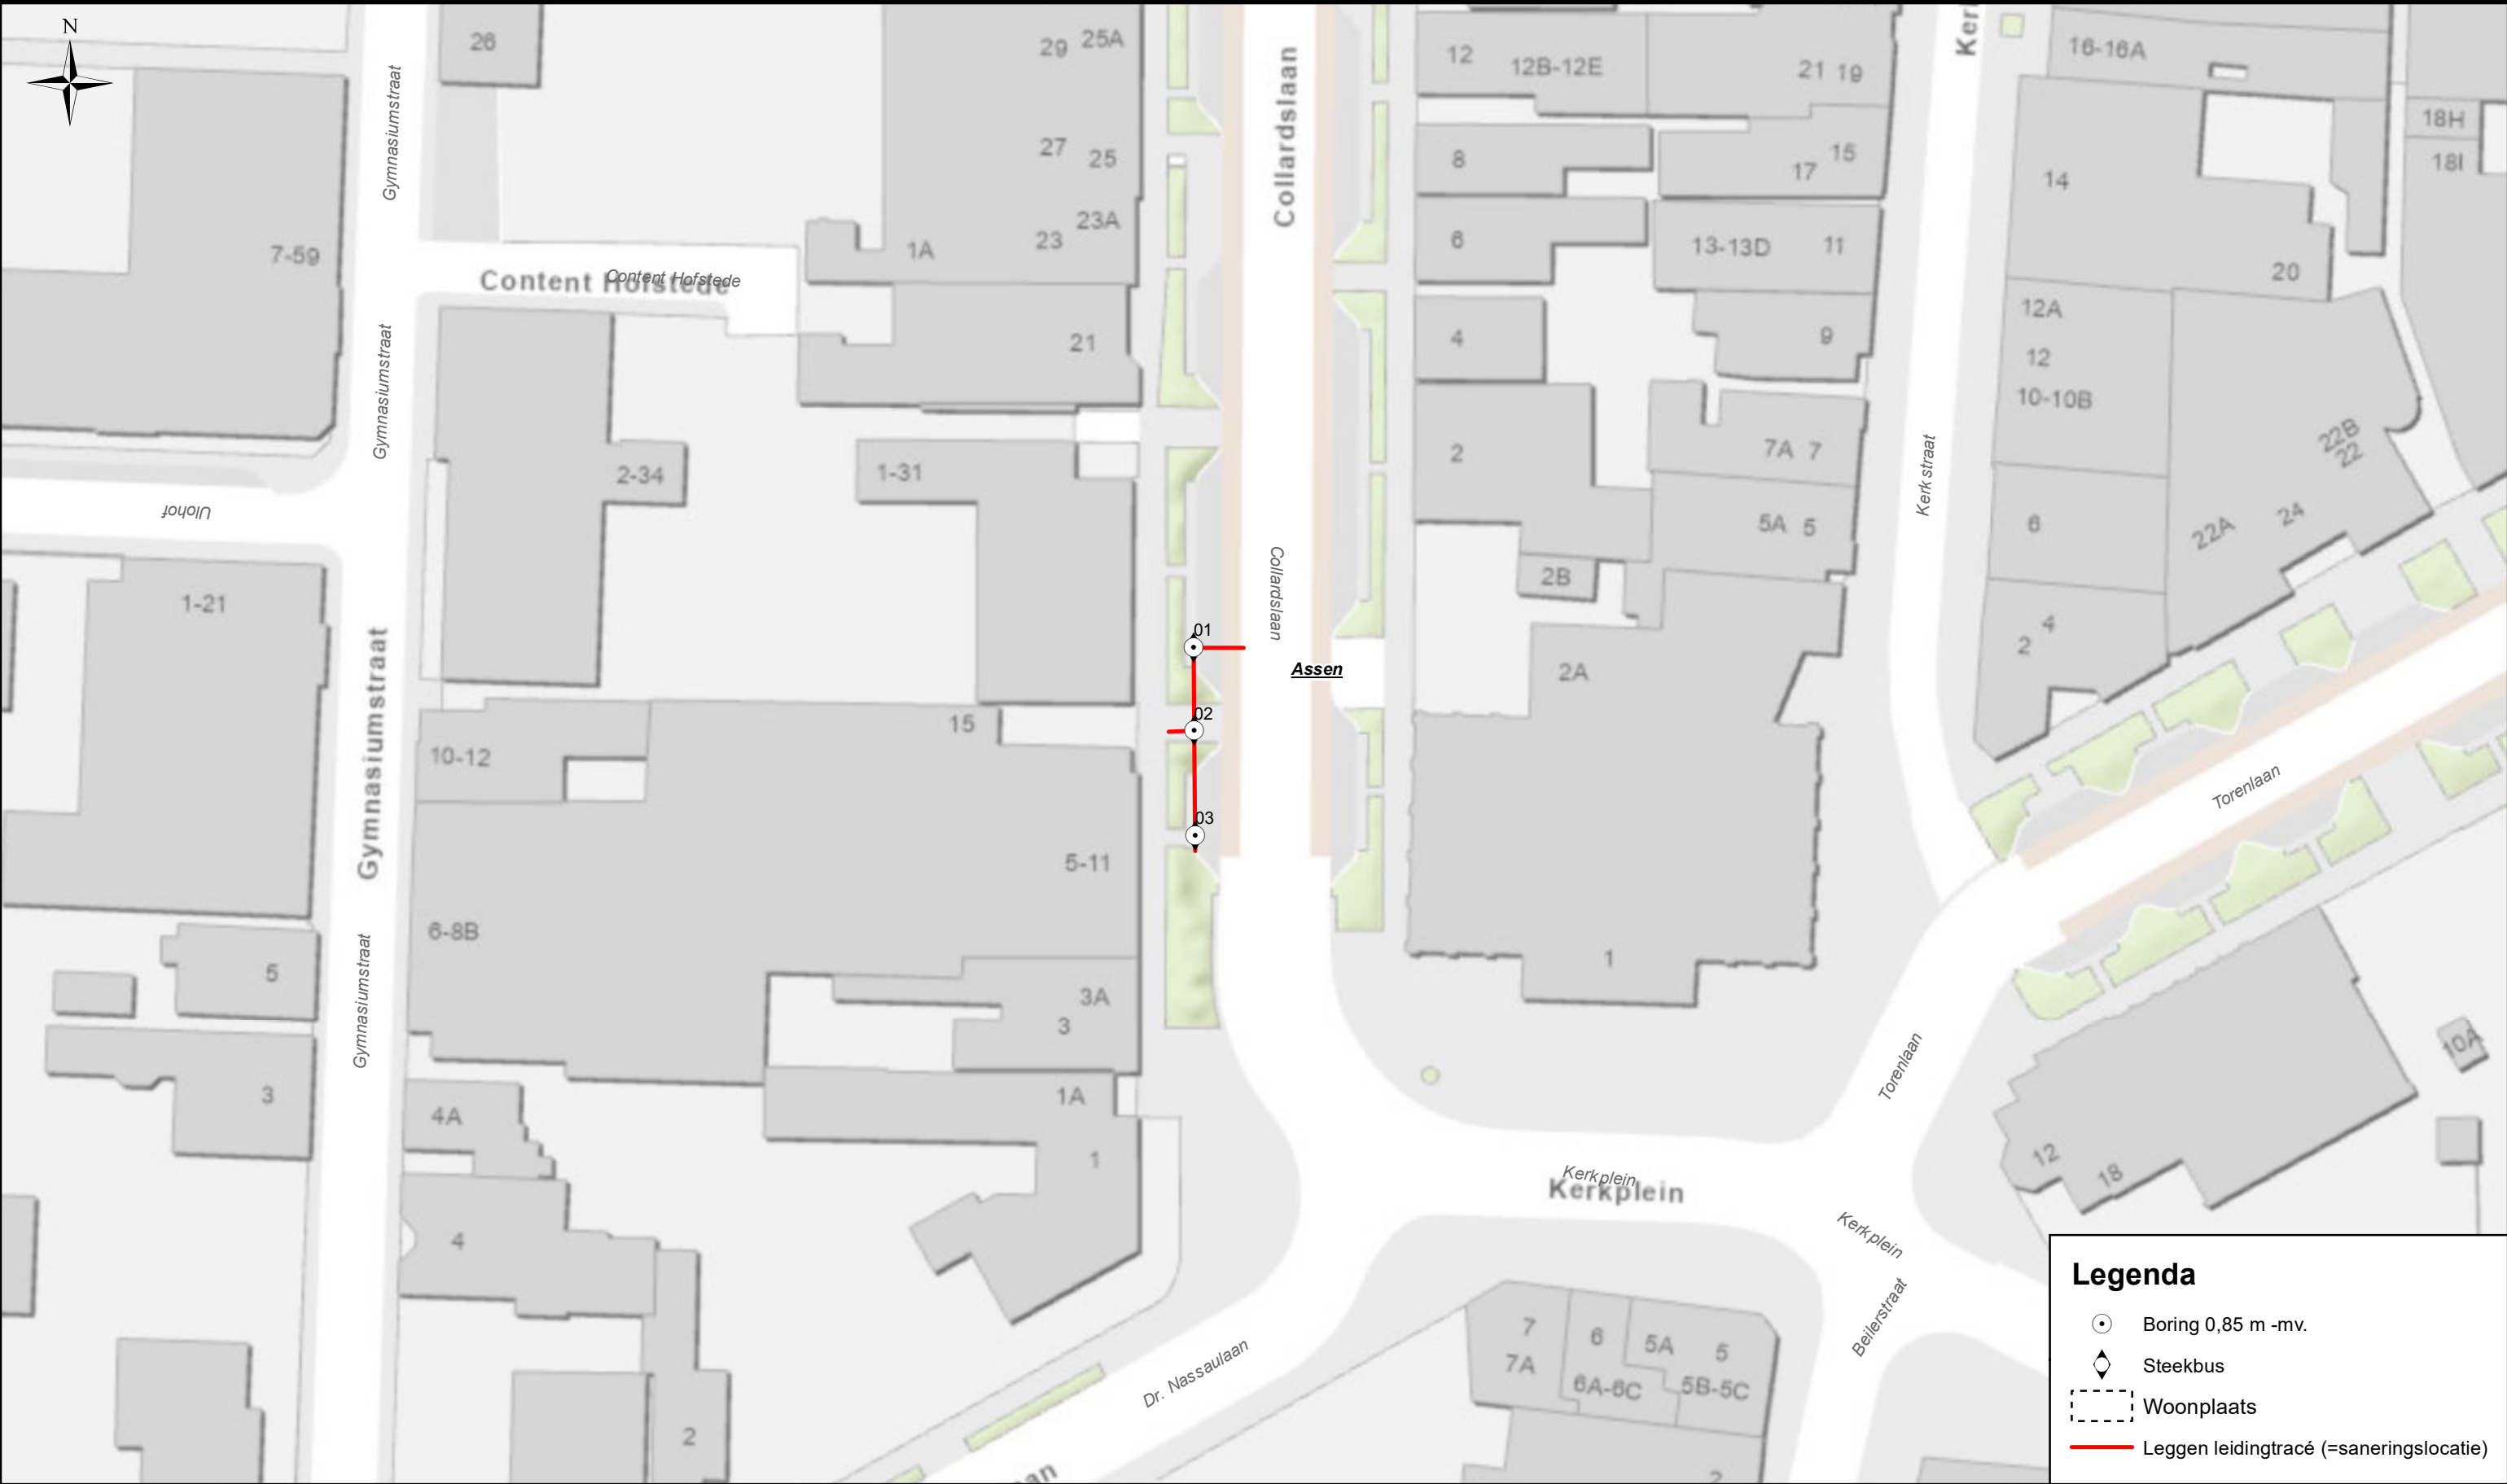 N
26
29
25A
12
12B-12E
21
19
16-16A
Gymnasiumstraat
Collardslaan
18H
27
25
8
15
17
18I
14
7-59
23A
23
1A
6
13-13D
11
20
Content Hofstede
Content Hofstede
12A
21
4
9
12
Gymnasiumstraat
10-10B
2
7A
7
22B
22
2-34
1-31
Kerkstraat
Ulohof
5A
5
6
22A
24
Collardslaan
2B
1-21
01
4
2
Assen
2A
02
15
10-12
Gymnasiumstraat
Torenlaan
03
5-11
6-8B
1
5
Gymnasiumstraat
3A
3
10A
3
4A
1A
Torenlaan
1
12
18
Kerkplein
Kerkplein
4
Kerkplein
Beilerstraat
7
6
5A
5
7A
6A-6C
5B-5C
Dr. Nassaulaan
2
Legenda
Boring 0,85 m -mv.
Steekbus
Woonplaats
Leggen leidingtracé (=saneringslocatie)